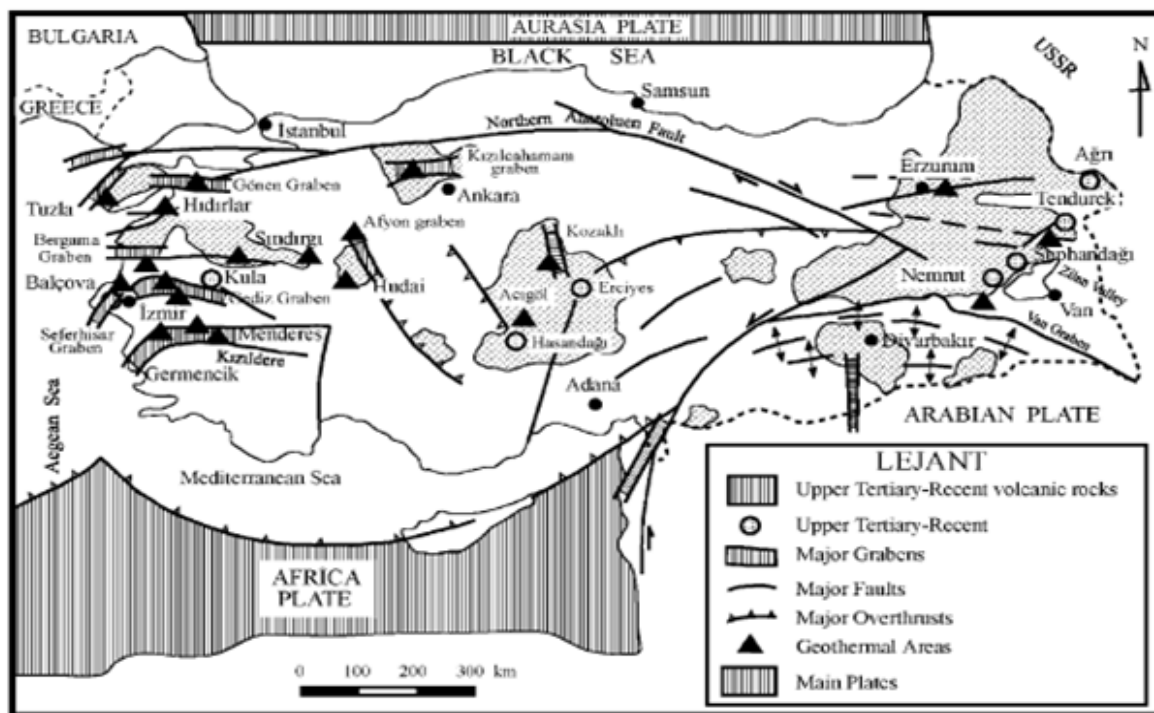 AURASIA PLATE
BULGARIA
BLACK SEA
USSR
N
GREECE
İstanbul
Samsun
Northern Anatoluen Fault
Kızılcahamam
graben
Ankara
Gönen Graben
Tuzla
Hıdırlar
Erzurum
Ağrı
Tendurek
Afyon graben
Kozaklı
Bergama
Graben
Sındırgı
Suphandağı
Nemrut
Balçova
Kula
Hudai
Acıgöl
Erciyes
Zilan Valley
Van
Gediz Graben
İzmir
Seferhisar
Graben
Menderes
Kızıldere
Hasandağı
Diyarbakır
Van Graben
Germencik
Adana
Aegean Sea
ARABIAN PLATE
Mediterranean Sea
AFRİCA
PLATE
0 100 200 300 km
LEJANT
Upper Tertiary-Recent volcanic rocks
Upper Tertiary-Recent
Major Grabens
Major Faults
Major Overthrusts
Geothermal Areas
Main Plates